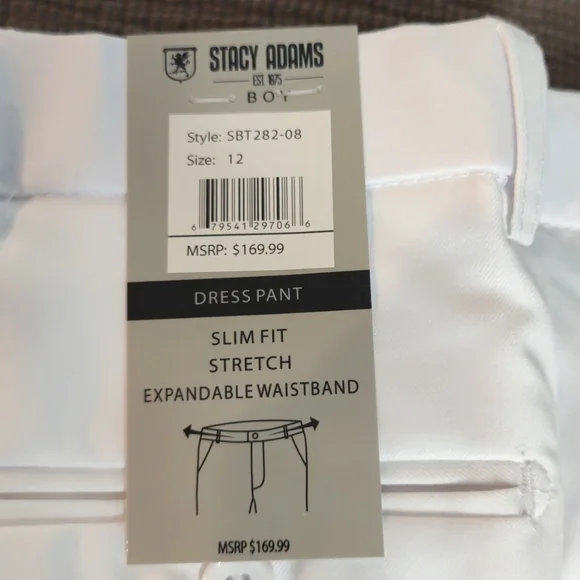 STACY ADAMS
EST. 1875
BOY
Style: SBT282-08
Size: 12
6 79541 29706 6
MSRP: $169.99
DRESS PANT
SLIM FIT
STRETCH
EXPANDABLE WAISTBAND
MSRP $169.99